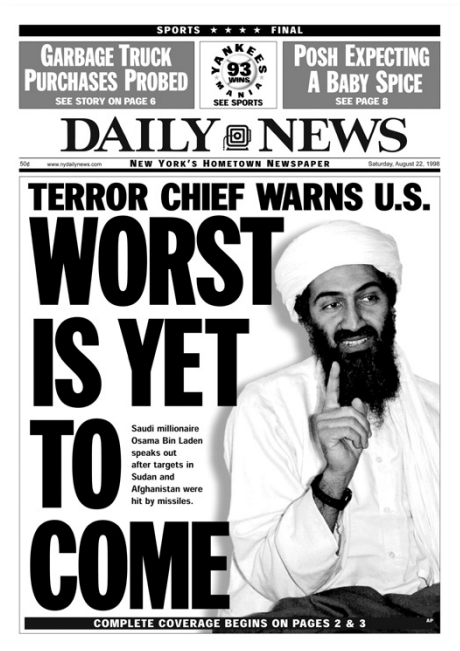 SPORTS ★ ★ ★ ★ FINAL
GARBAGE TRUCK
PURCHASES PROBED
SEE STORY ON PAGE 6
YANKEES
93
WINS
MANIA
SEE SPORTS
POSH EXPECTING
A BABY SPICE
SEE PAGE 8
DAILY NEWS
50¢ www.nydailynews.com NEW YORK'S HOMETOWN NEWSPAPER Saturday, August 22, 1998
TERROR CHIEF WARNS U.S.
WORST
IS YET
TO
COME
Saudi millionaire
Osama Bin Laden
speaks out
after targets in
Sudan and
Afghanistan were
hit by missiles.
AP
COMPLETE COVERAGE BEGINS ON PAGES 2 & 3